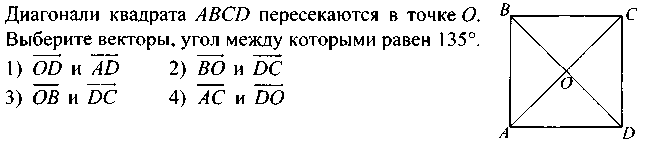 Диагонали квадрата ABCD пересекаются в точке O.
Выберите векторы, угол между которыми равен 135°.
1) OD и AD 2) BO и DC
3) OB и DC 4) AC и DO
B C
O
A D